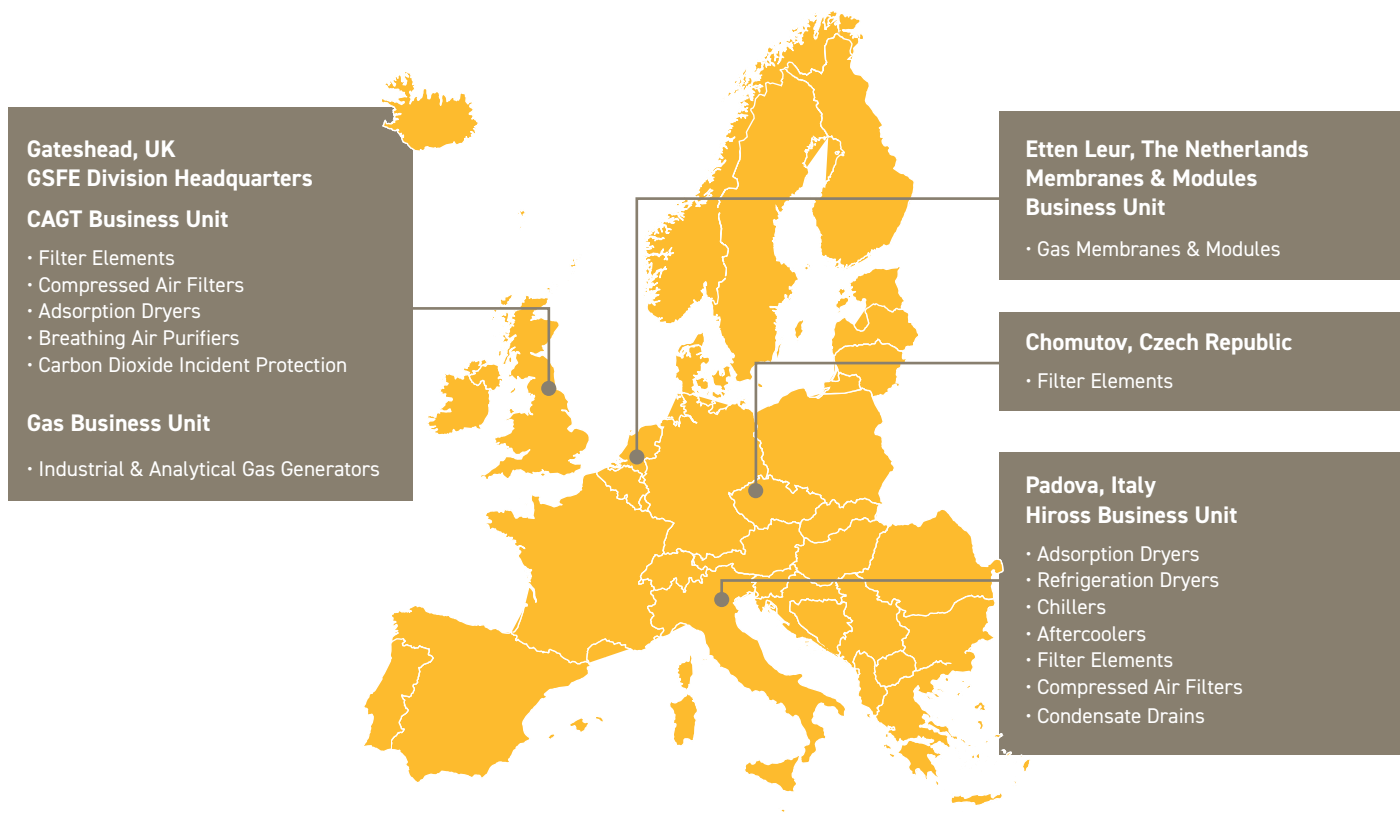 Gateshead, UK
GSFE Division Headquarters
CAGT Business Unit
· Filter Elements
· Compressed Air Filters
· Adsorption Dryers
· Breathing Air Purifiers
· Carbon Dioxide Incident Protection
Gas Business Unit
· Industrial & Analytical Gas Generators
Etten Leur, The Netherlands
Membranes & Modules
Business Unit
· Gas Membranes & Modules
Chomutov, Czech Republic
· Filter Elements
Padova, Italy
Hiross Business Unit
· Adsorption Dryers
· Refrigeration Dryers
· Chillers
· Aftercoolers
· Filter Elements
· Compressed Air Filters
· Condensate Drains